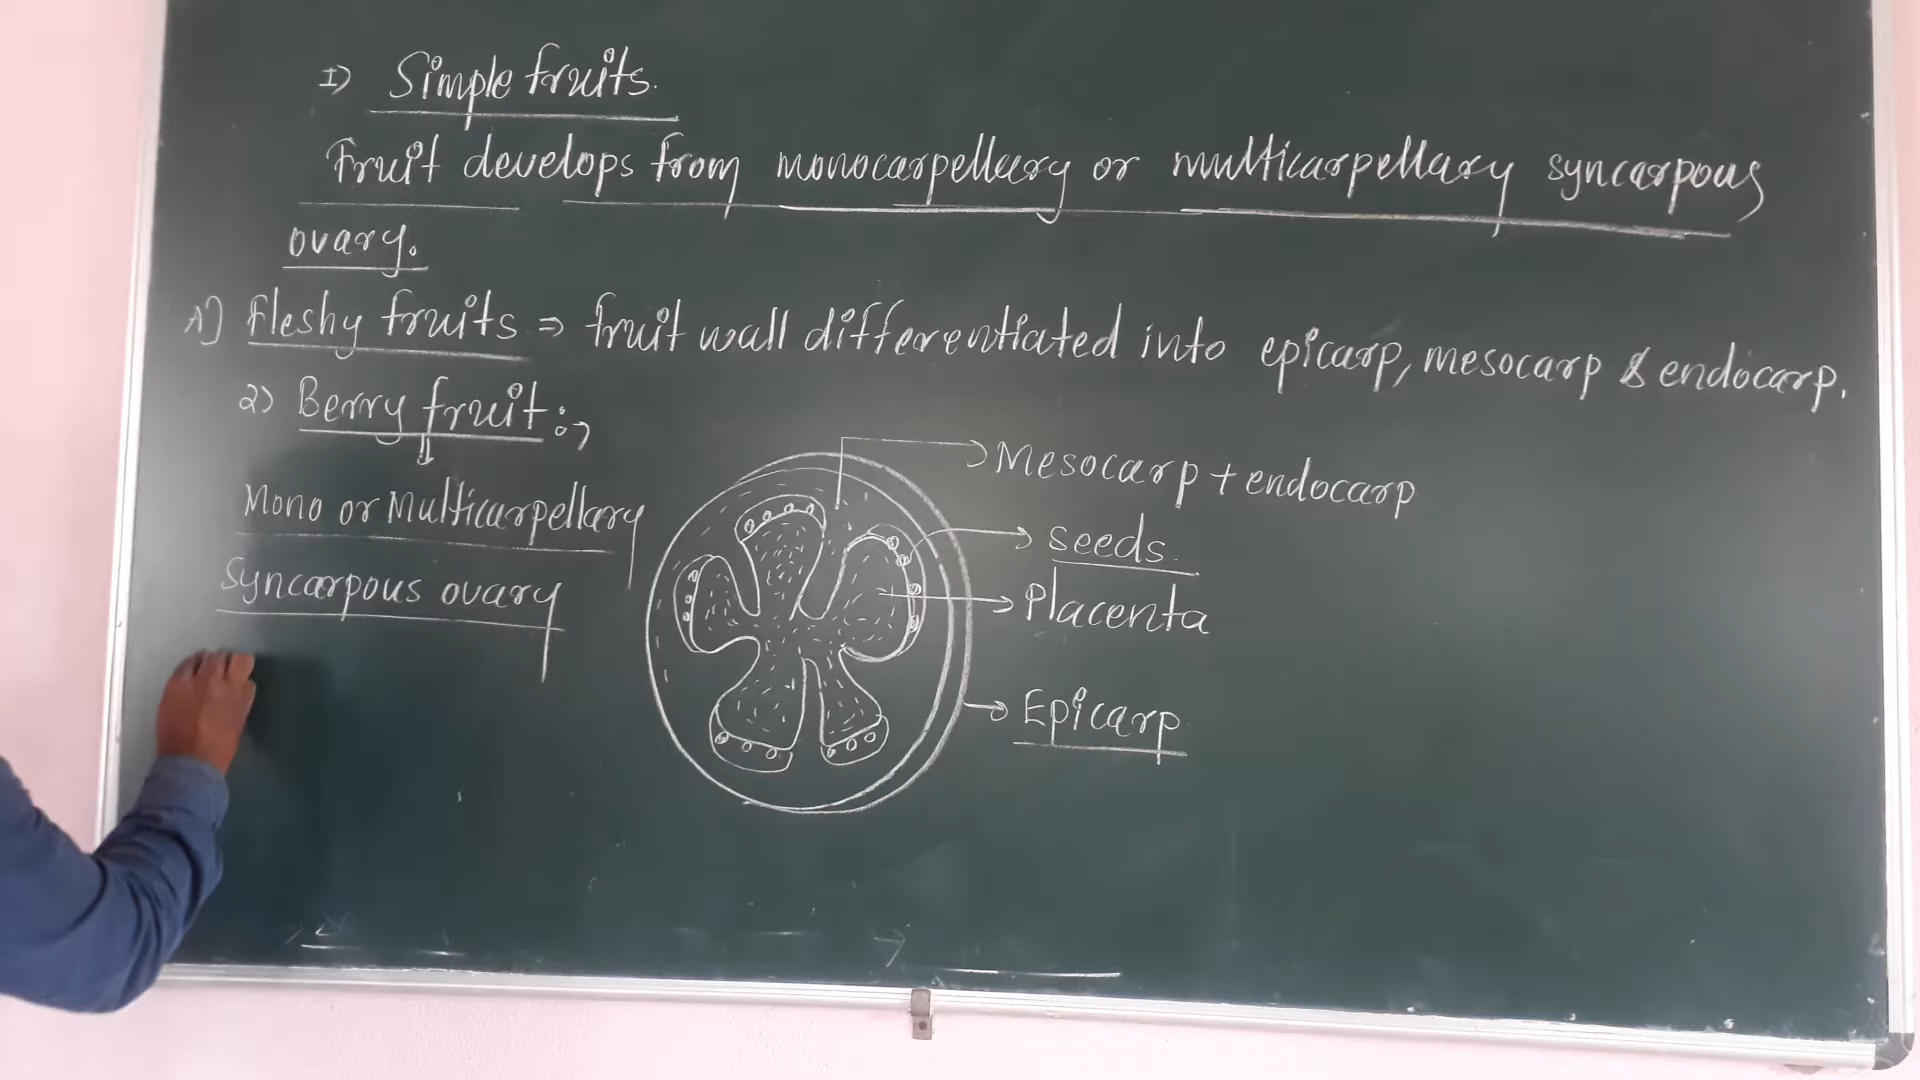 I) Simple fruits.
Fruit develops from monocarpellary or multicarpellary syncarpous
ovary.
A) Fleshy fruits ⇒ fruit wall differentiated into epicarp, mesocarp & endocarp.
2) Berry fruit :→
Mono or Multicarpellary
Syncarpous ovary
Mesocarp + endocarp
seeds.
Placenta
Epicarp